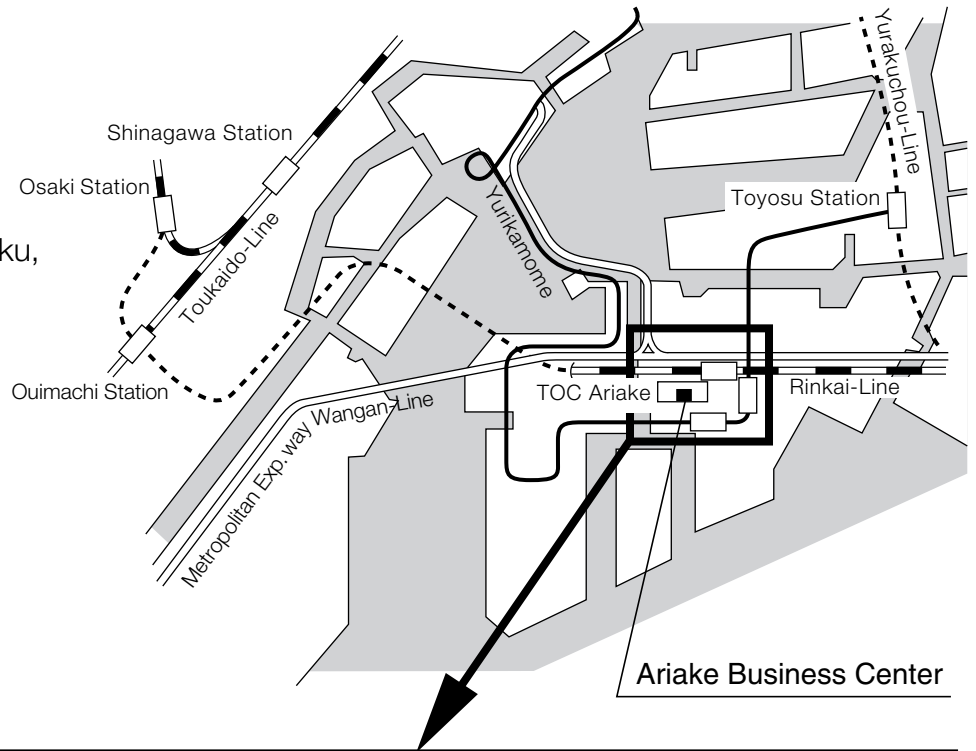 Yurakuchou-Line
Shinagawa Station
Osaki Station
Toyosu Station
ku,
Toukaido-Line
Yurikamome
Ouimachi Station
TOC Ariake
Rinkai-Line
Metropolitan Exp. way Wangan-Line
Ariake Business Center